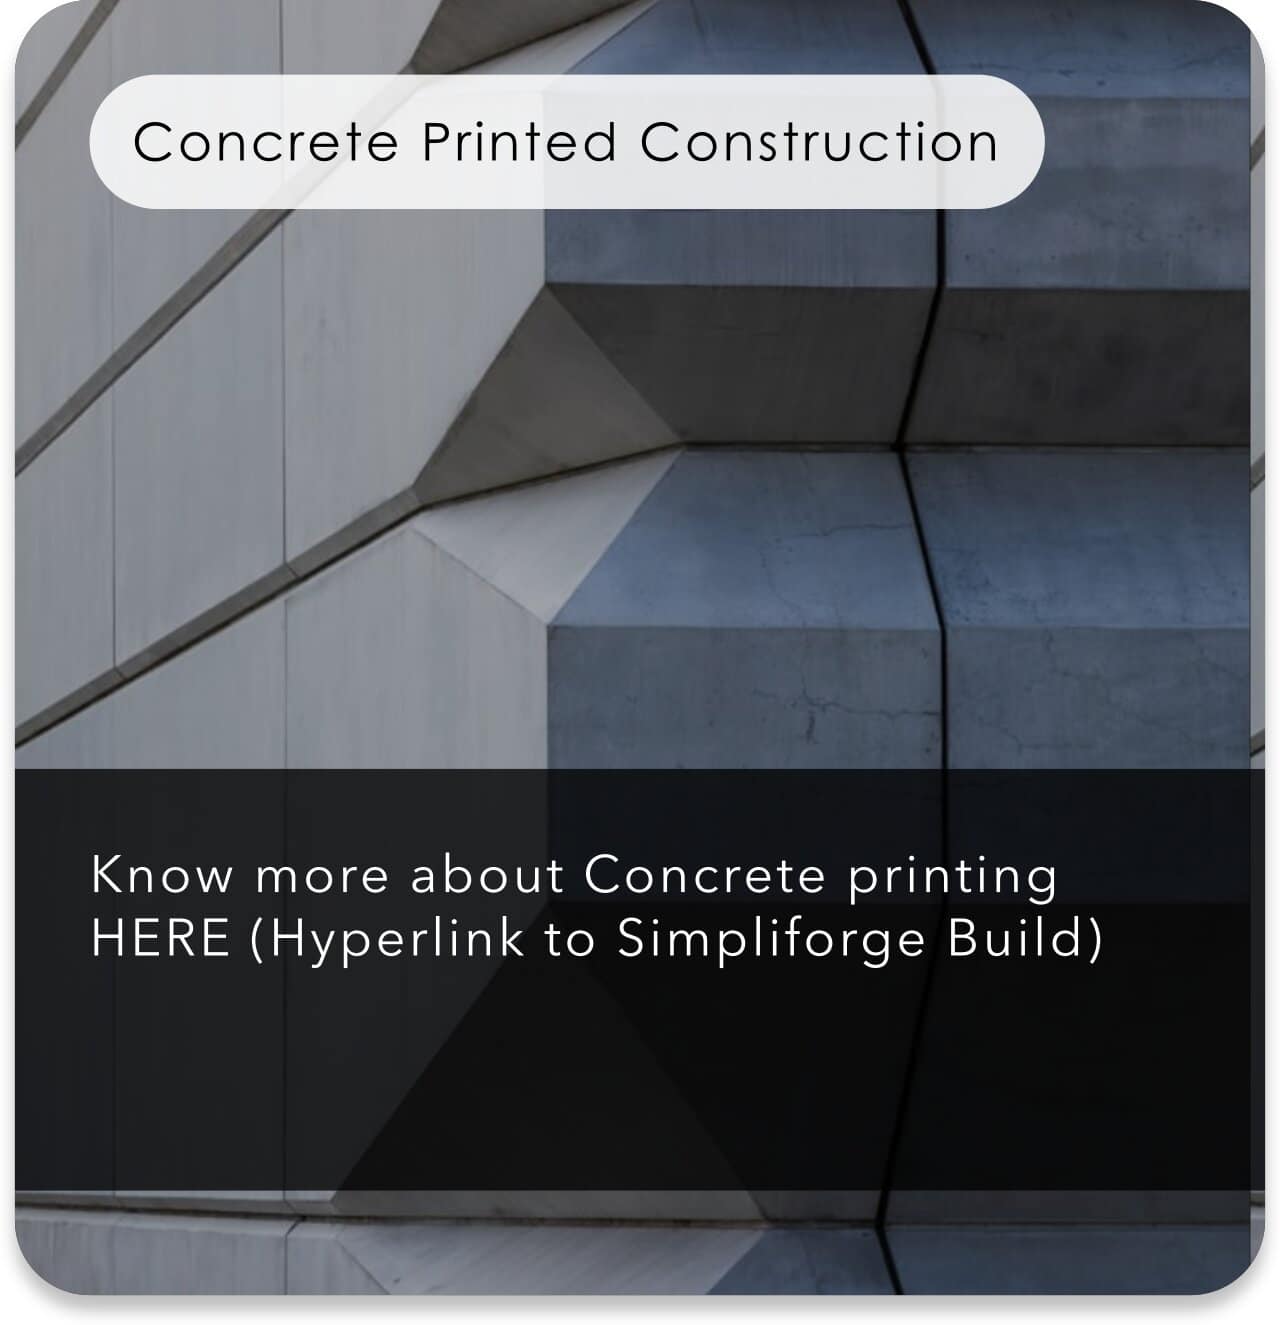 Concrete Printed Construction
Know more about Concrete printing
HERE (Hyperlink to Simpliforge Build)